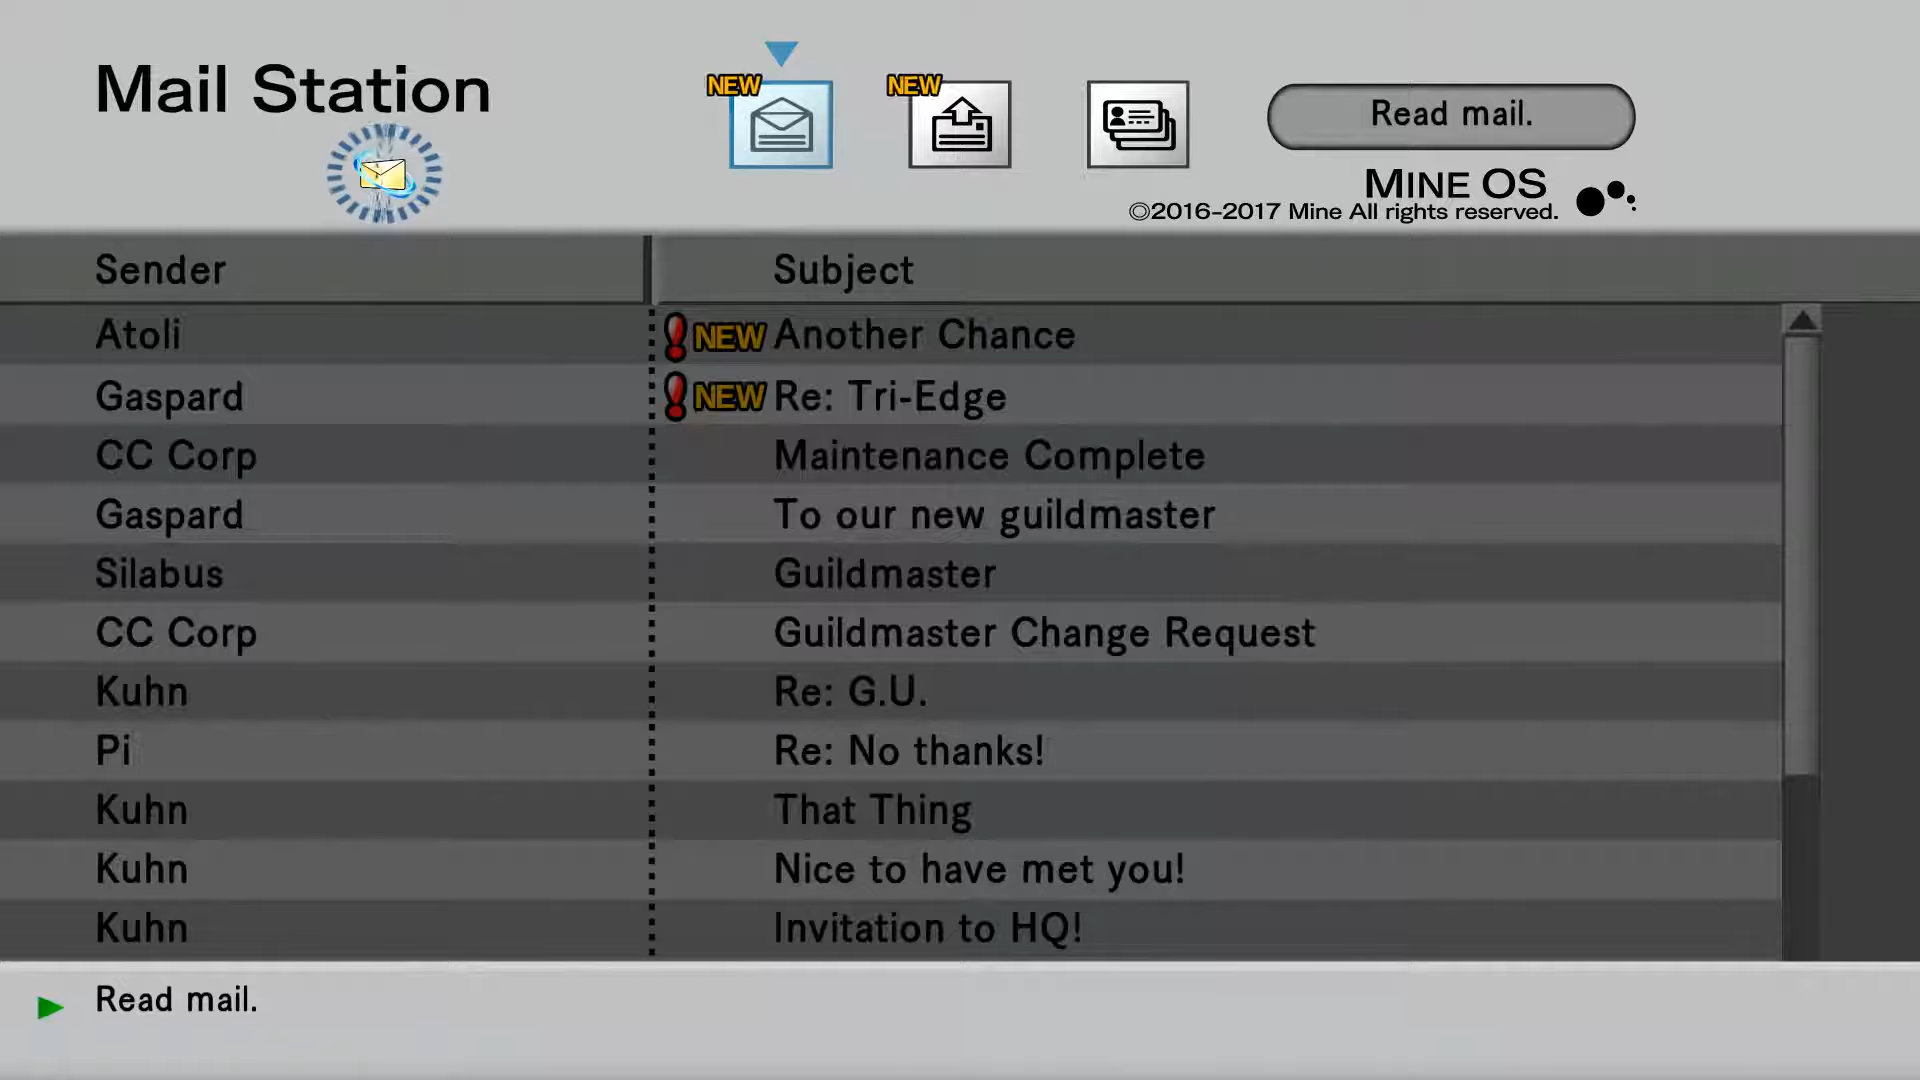 Mail Station
NEW
NEW
Read mail.
MINE OS
©2016-2017 Mine All rights reserved.
Sender Subject
Atoli NEW Another Chance
Gaspard NEW Re: Tri-Edge
CC Corp Maintenance Complete
Gaspard To our new guildmaster
Silabus Guildmaster
CC Corp Guildmaster Change Request
Kuhn Re: G.U.
Pi Re: No thanks!
Kuhn That Thing
Kuhn Nice to have met you!
Kuhn Invitation to HQ!
Read mail.